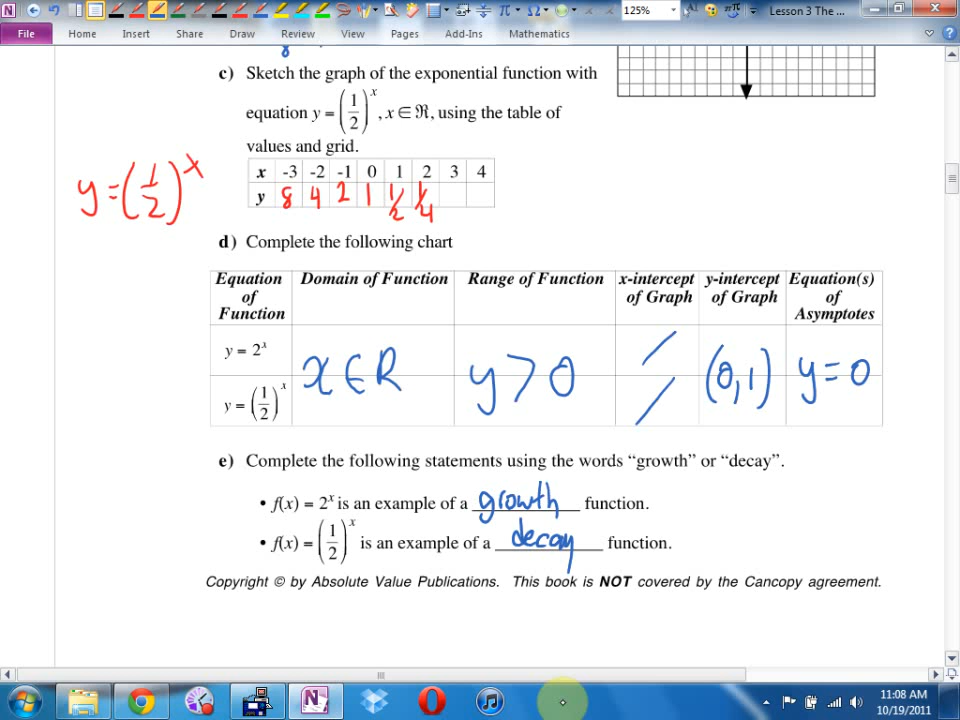 125%
Lesson 3 The ...
File Home Insert Share Draw Review View Pages Add-Ins Mathematics
8
c) Sketch the graph of the exponential function with
equation y = (1/2)^x, x ∈ ℜ, using the table of
values and grid.
y = (1/2)^x
x -3 -2 -1 0 1 2 3 4
y 8 4 2 1 1/2 1/4
d) Complete the following chart
Equation of Function Domain of Function Range of Function x-intercept of Graph y-intercept of Graph Equation(s) of Asymptotes
y = 2^x
y = (1/2)^x
x ∈ R y > 0 (0,1) y = 0
e) Complete the following statements using the words “growth” or “decay”.
• f(x) = 2^x is an example of a growth function.
• f(x) = (1/2)^x is an example of a decay function.
Copyright © by Absolute Value Publications. This book is NOT covered by the Cancopy agreement.
11:08 AM
10/19/2011